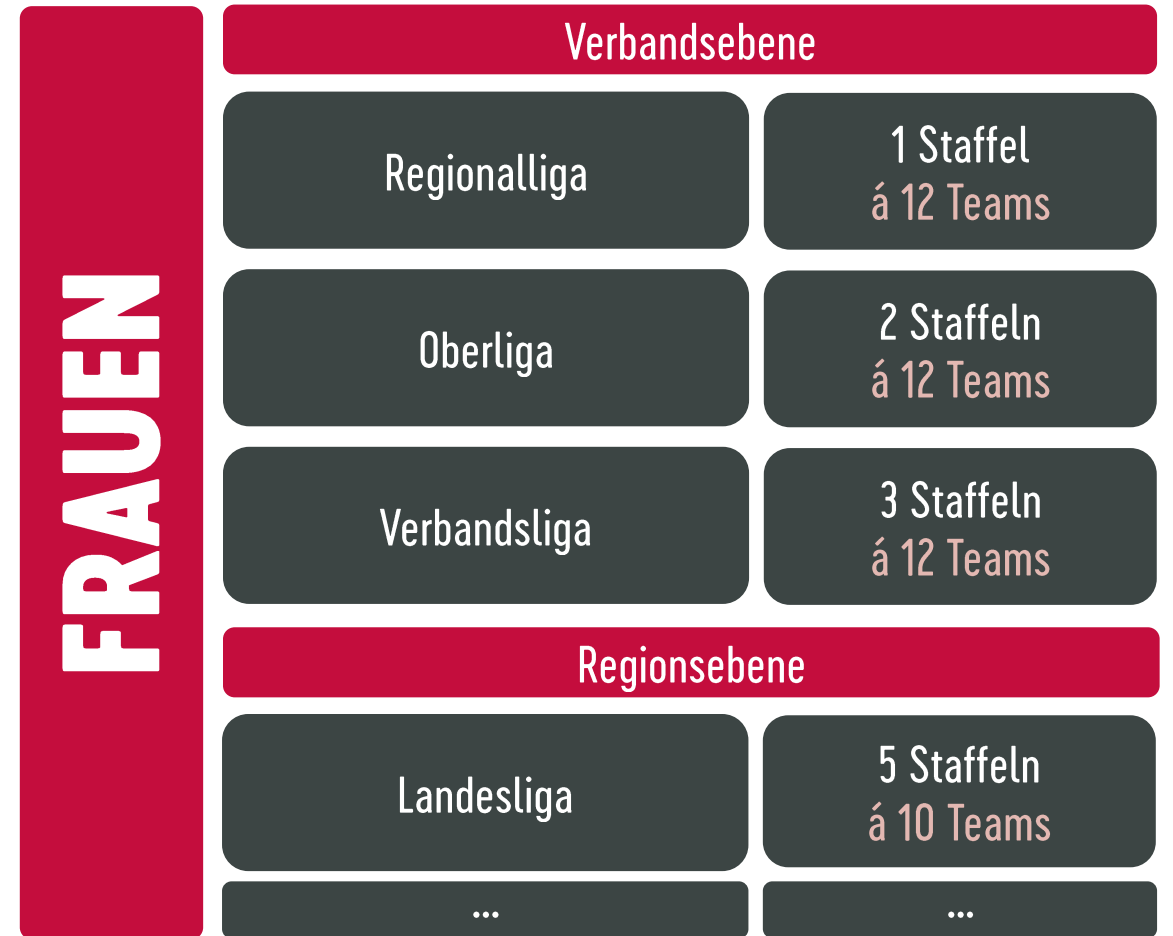 FRAUEN
Verbandsebene
Regionalliga
1 Staffel
á 12 Teams
Oberliga
2 Staffeln
á 12 Teams
Verbandsliga
3 Staffeln
á 12 Teams
Regionsebene
Landesliga
5 Staffeln
á 10 Teams
...
...